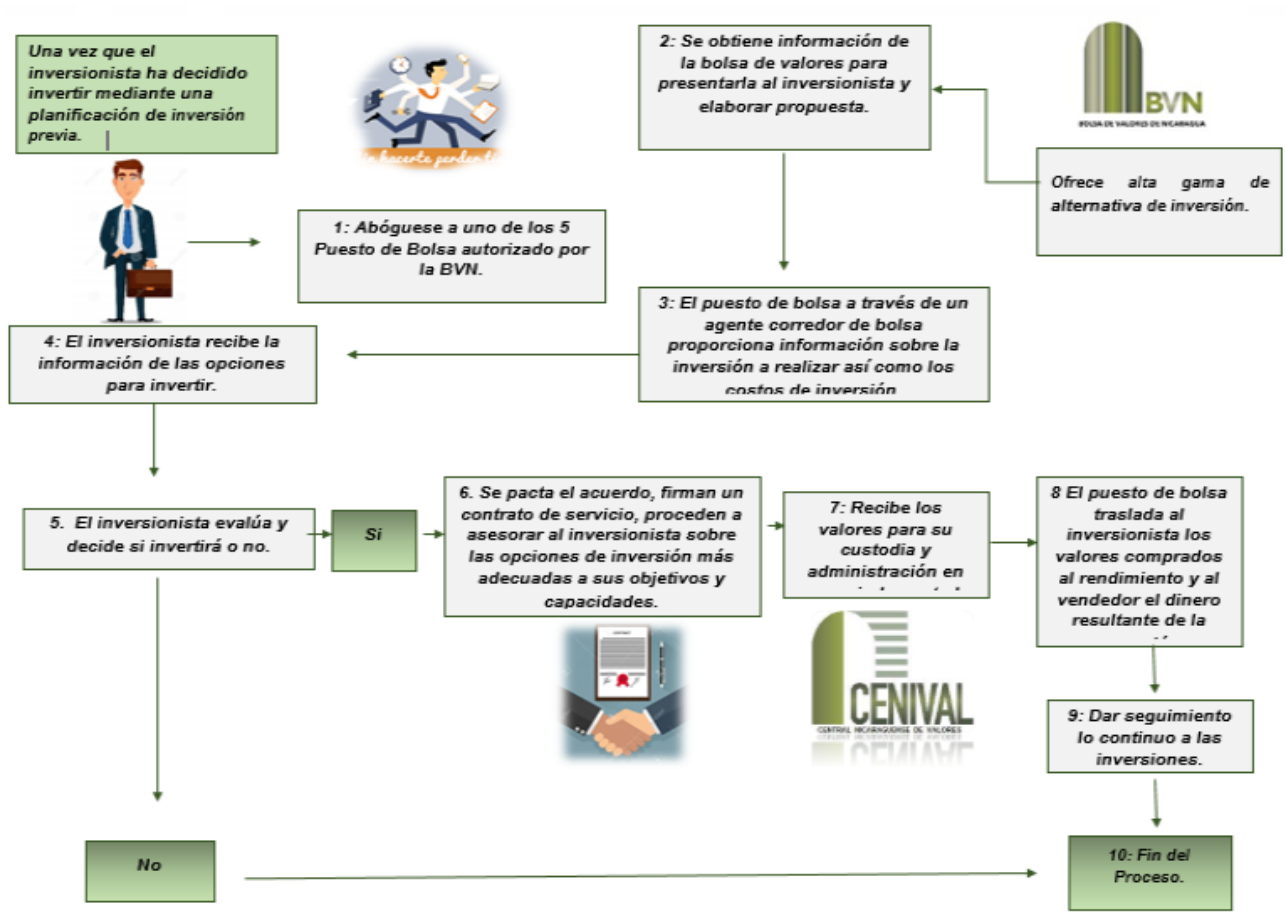 Una vez que el
inversionista ha decidido
invertir mediante una
planificación de inversión
previa.
hacerte perder
2: Se obtiene información de
la bolsa de valores para
presentarla al inversionista y
elaborar propuesta.
BVN
BOLSA DE VALORES DE NICARAGUA
Ofrece alta gama de
alternativa de inversión.
1: Abóguese a uno de los 5
Puesto de Bolsa autorizado por
la BVN.
3: El puesto de bolsa a través de un
agente corredor de bolsa
proporciona información sobre la
inversión a realizar así como los
costos de inversión
4: El inversionista recibe la
información de las opciones
para invertir.
5. El inversionista evalúa y
decide si invertirá o no.
Si
6. Se pacta el acuerdo, firman un
contrato de servicio, proceden a
asesorar al inversionista sobre
las opciones de inversión más
adecuadas a sus objetivos y
capacidades.
7: Recibe los
valores para su
custodia y
administración en
8 El puesto de bolsa
traslada al
inversionista los
valores comprados
al rendimiento y al
vendedor el dinero
resultante de la
CENIVAL
CENTRAL NICARAGUENSE DE VALORES
9: Dar seguimiento
lo continuo a las
inversiones.
No
10: Fin del
Proceso.